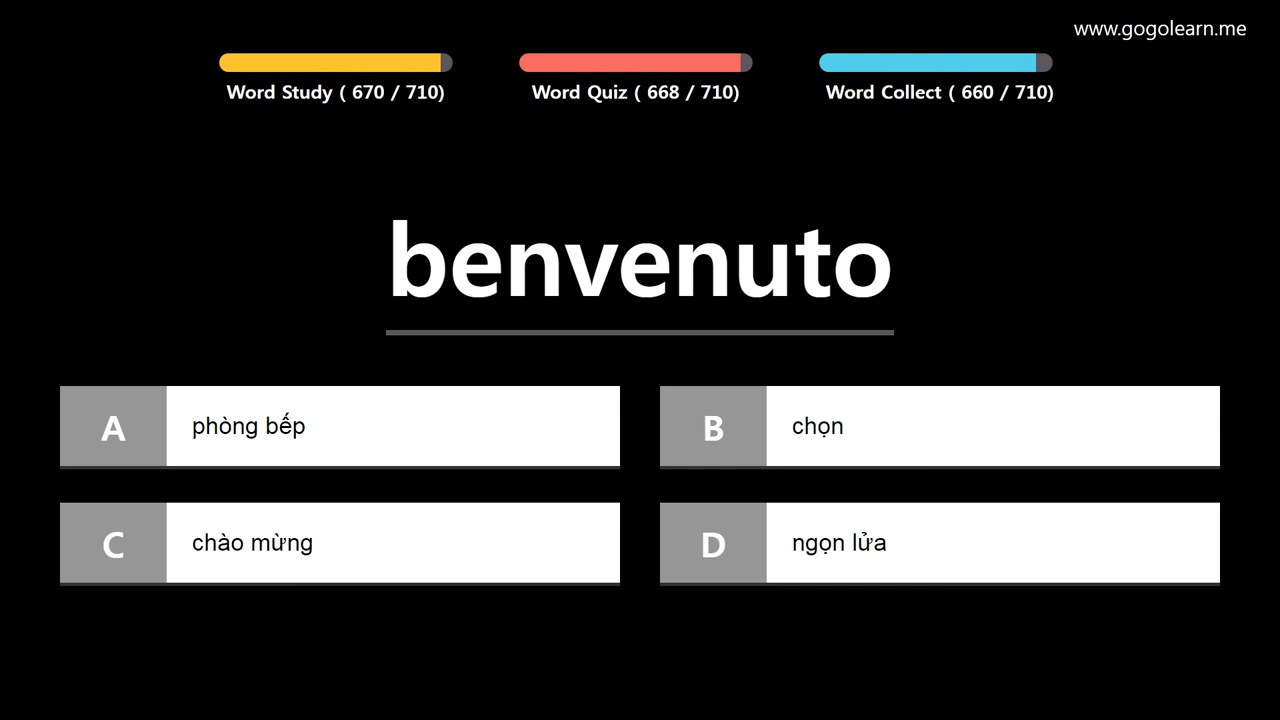 www.gogolearn.me
Word Study ( 670 / 710)
Word Quiz ( 668 / 710)
Word Collect ( 660 / 710)
benvenuto
A phòng bếp
B chọn
C chào mừng
D ngọn lửa